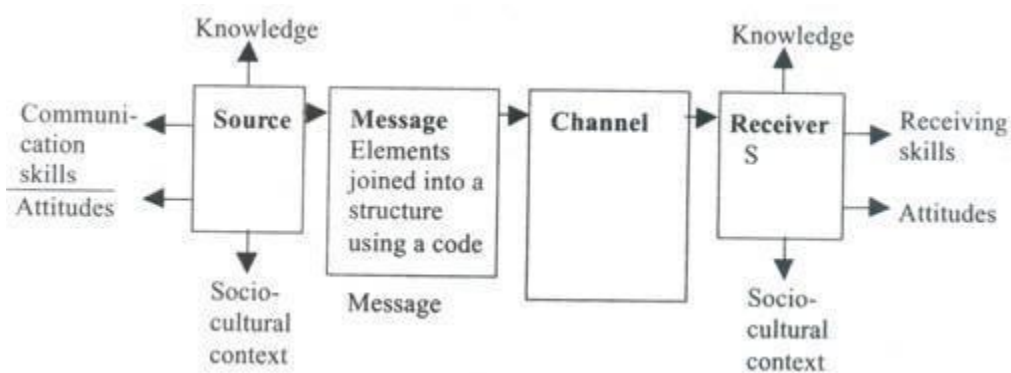 Knowledge
Knowledge
Communi-
cation
skills
Attitudes
Source
Message
Elements
joined into a
structure
using a code
Channel
Receiver
S
Receiving
skills
Attitudes
Socio-
cultural
context
Message
Socio-
cultural
context